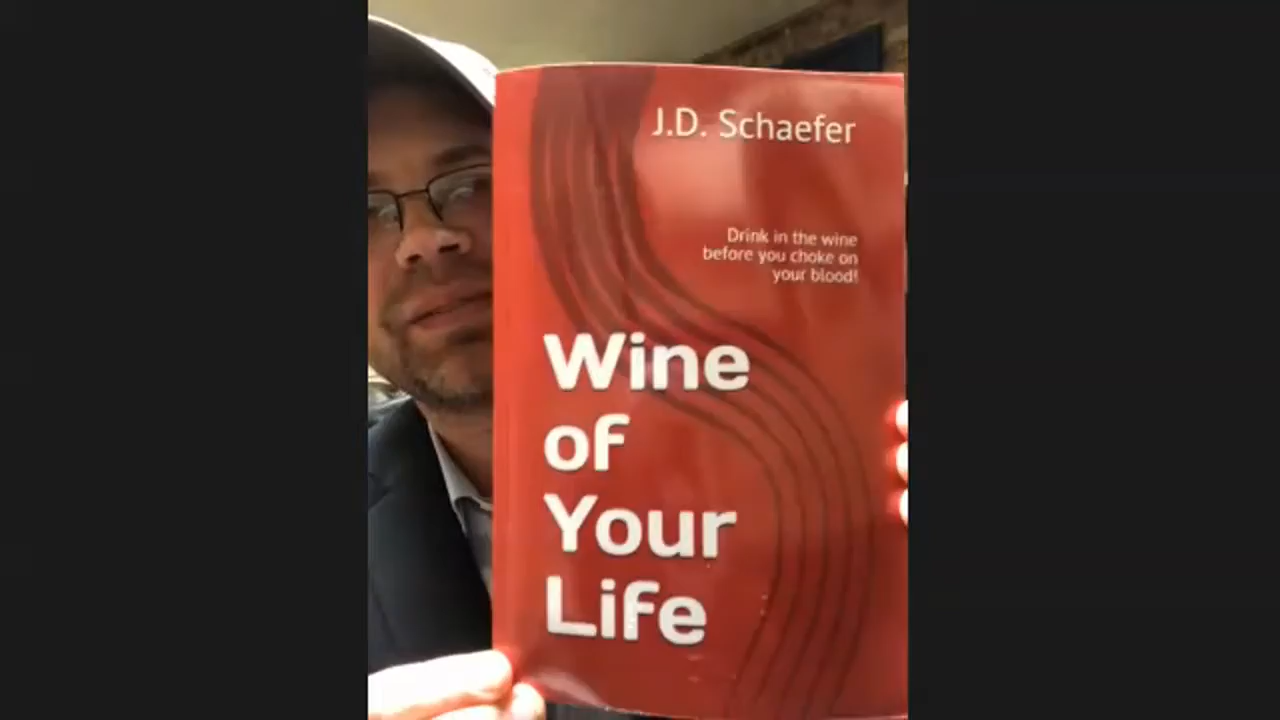 J.D. Schaefer
Drink in the wine
before you choke on
your blood!
Wine
of
Your
Life